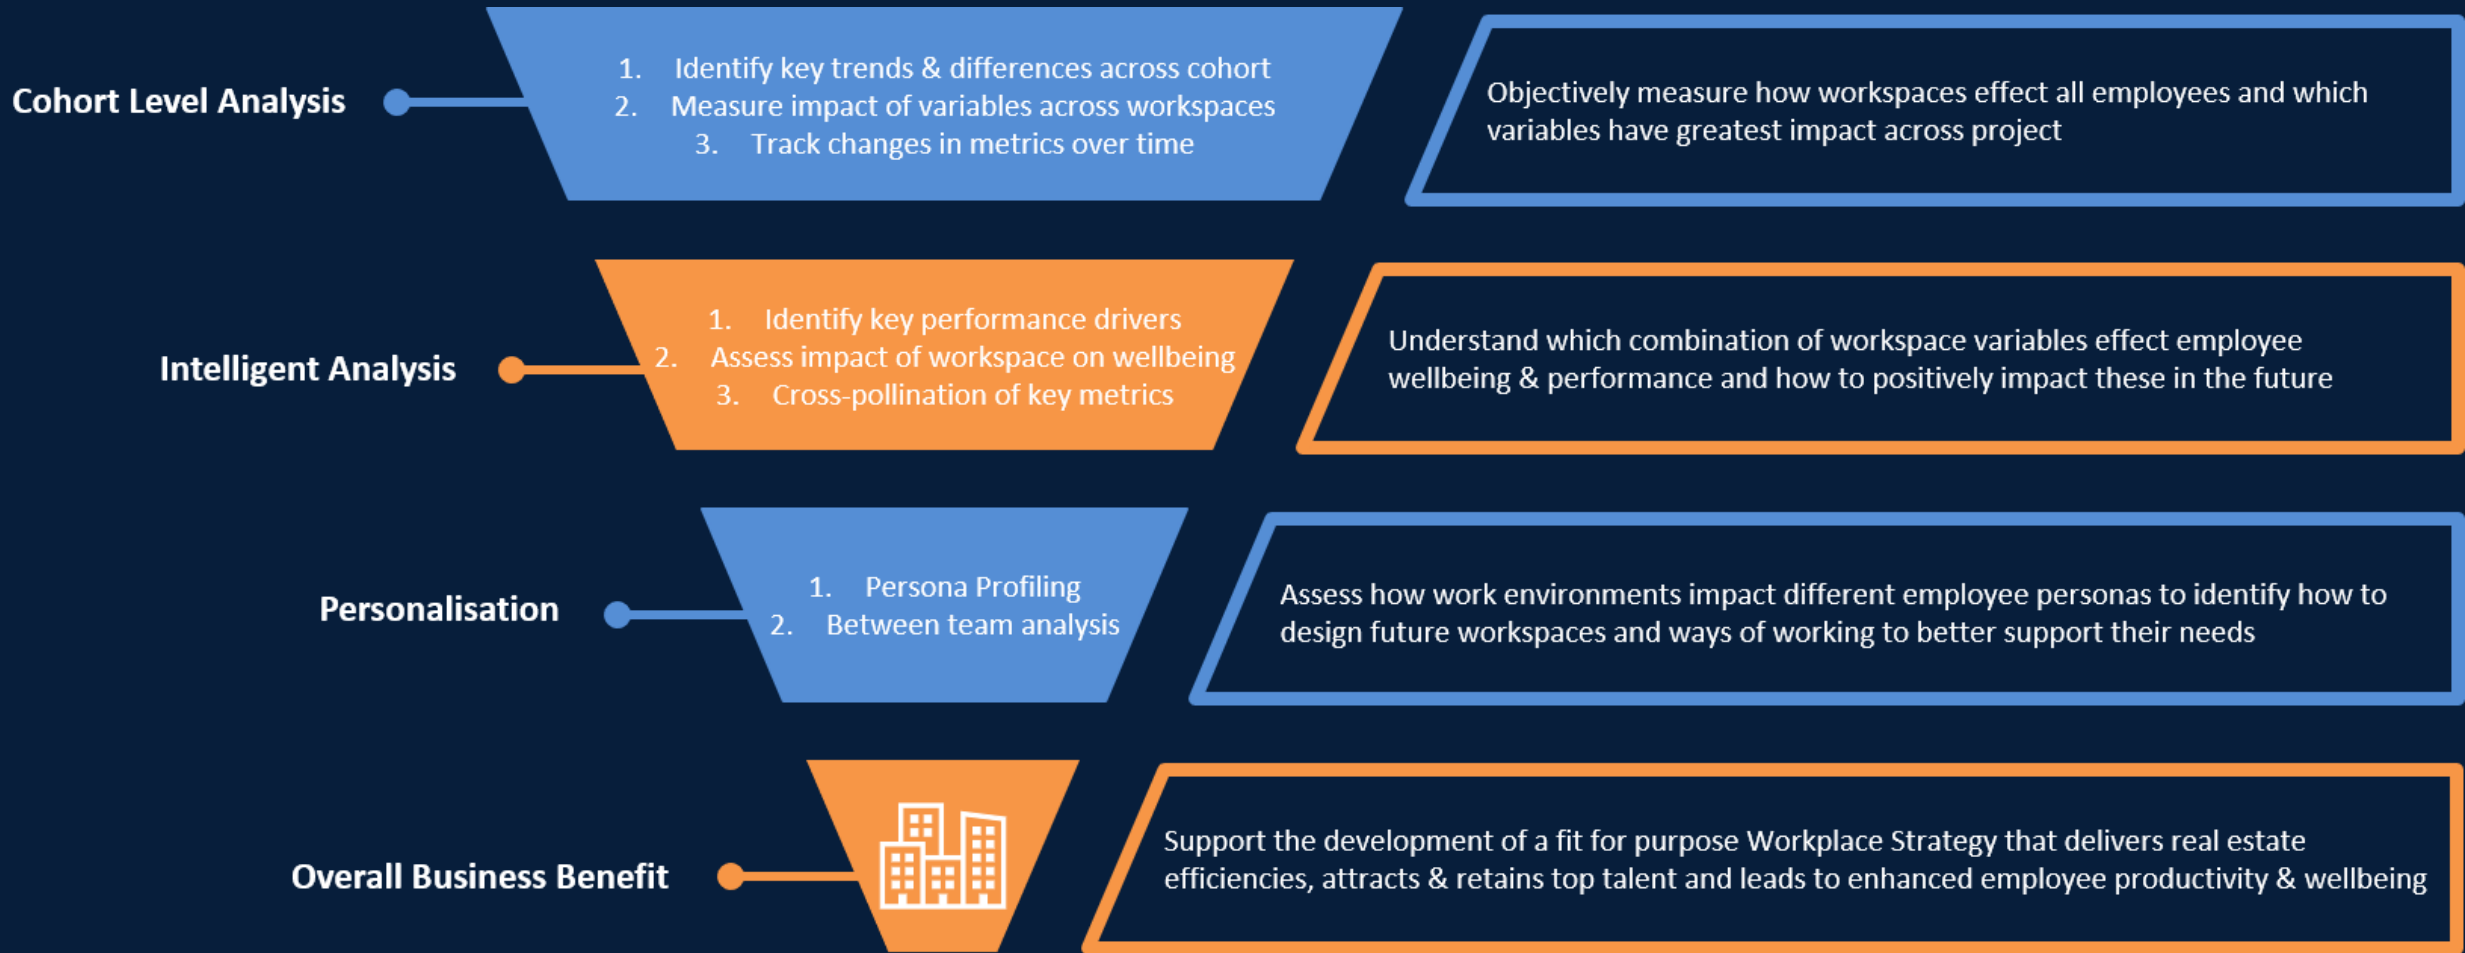 Cohort Level Analysis
1. Identify key trends & differences across cohort
2. Measure impact of variables across workspaces
3. Track changes in metrics over time
Objectively measure how workspaces effect all employees and which
variables have greatest impact across project
Intelligent Analysis
1. Identify key performance drivers
2. Assess impact of workspace on wellbeing
3. Cross-pollination of key metrics
Understand which combination of workspace variables effect employee
wellbeing & performance and how to positively impact these in the future
Personalisation
1. Persona Profiling
2. Between team analysis
Assess how work environments impact different employee personas to identify how to
design future workspaces and ways of working to better support their needs
Overall Business Benefit
Support the development of a fit for purpose Workplace Strategy that delivers real estate
efficiencies, attracts & retains top talent and leads to enhanced employee productivity & wellbeing